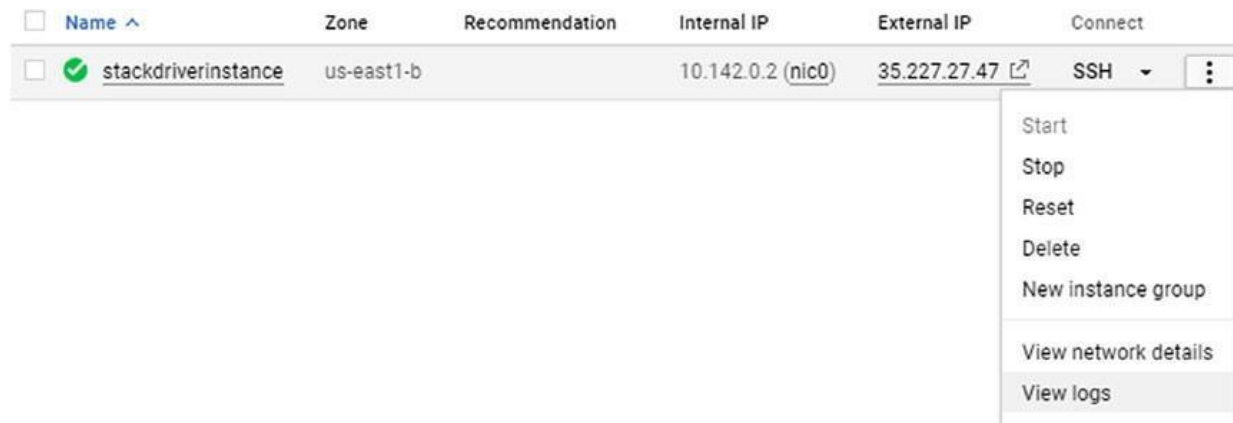 Name Zone Recommendation Internal IP External IP Connect
stackdriverinstance us-east1-b 10.142.0.2 (nic0) 35.227.27.47 SSH
Start
Stop
Reset
Delete
New instance group
View network details
View logs